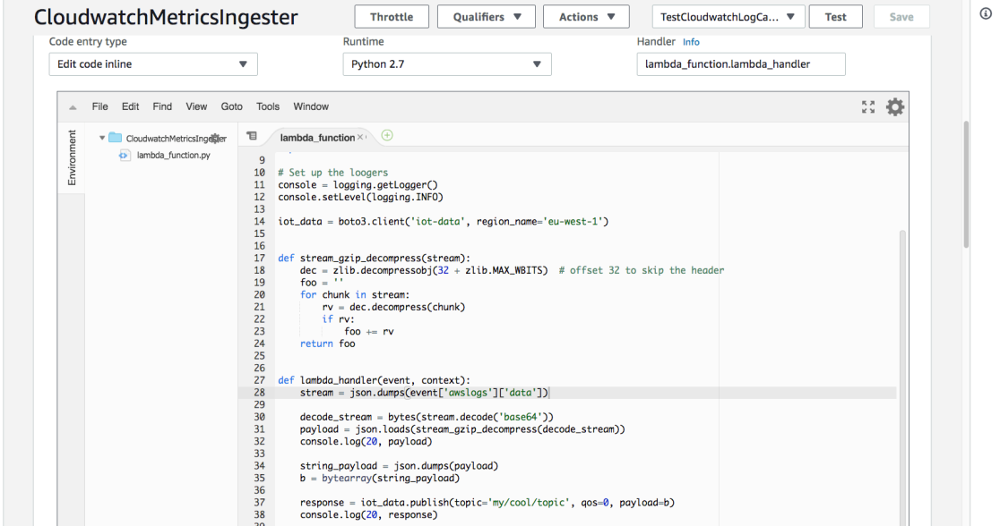 CloudwatchMetricsIngester
Throttle
Qualifiers
Actions
TestCloudwatchLogCa...
Test
Save
Code entry type
Runtime
Handler Info
Edit code inline
Python 2.7
lambda_function.lambda_handler
File Edit Find View Goto Tools Window
Environment
CloudwatchMetricsIngester
lambda_function.py
lambda_function
9
10 # Set up the loogers
11 console = logging.getLogger()
12 console.setLevel(logging.INFO)
13
14 iot_data = boto3.client('iot-data', region_name='eu-west-1')
15
16
17 def stream_gzip_decompress(stream):
18     dec = zlib.decompressobj(32 + zlib.MAX_WBITS)  # offset 32 to skip the header
19     foo = ''
20     for chunk in stream:
21         rv = dec.decompress(chunk)
22         if rv:
23             foo += rv
24     return foo
25
26
27 def lambda_handler(event, context):
28     stream = json.dumps(event['awslogs']['data'])
29
30     decode_stream = bytes(stream.decode('base64'))
31     payload = json.loads(stream_gzip_decompress(decode_stream))
32     console.log(20, payload)
33
34     string_payload = json.dumps(payload)
35     b = bytearray(string_payload)
36
37     response = iot_data.publish(topic='my/cool/topic', qos=0, payload=b)
38     console.log(20, response)